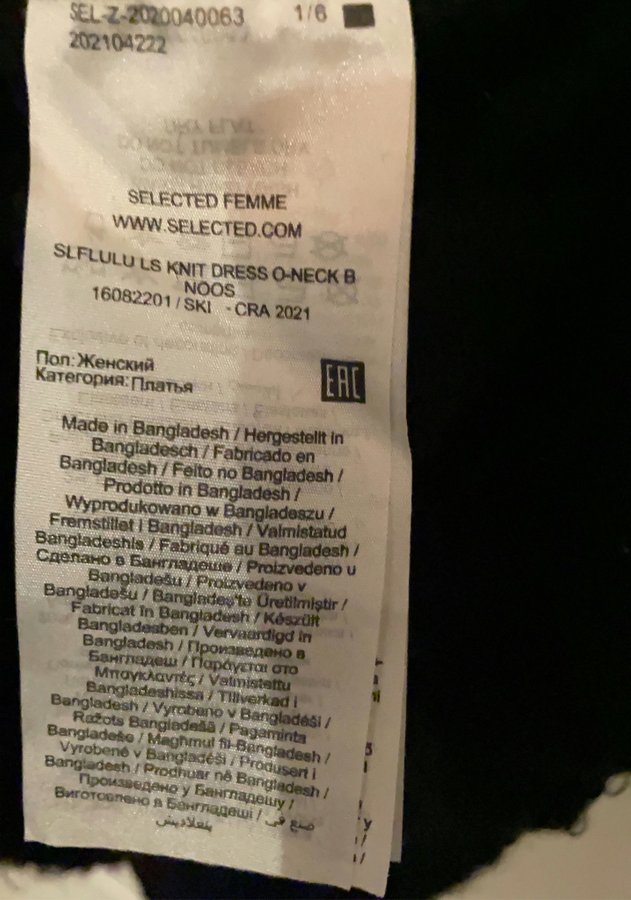 SEL-Z-2020040063 1/6
202104222
SELECTED FEMME
WWW.SELECTED.COM
SLFLULU LS KNIT DRESS O-NECK B
NOOS
16082201 / SKI - CRA 2021
Пол: Женский
Категория: Платья
EAC
Made in Bangladesh / Hergestellt in
Bangladesch / Fabricado en
Bangladesh / Feito no Bangladesh /
Prodotto in Bangladesh /
Wyprodukowano w Bangladeszu /
Fremstillet i Bangladesh / Valmistatud
Bangladeshis / Fabriqué au Bangladesh /
Сделано в Бангладеше / Proizvedeno u
Bangladešu / Proizvedeno v
Bangladešu / Bangladeş'te Üretilmiştir /
Fabricat în Bangladesh / Készült
Bangladesben / Vervaardigd in
Bangladesh / Произведено в
Бангладеш / Παράγεται στο
Μπαγκλαντές / Valmistettu
Bangladeshissa / Tillverkad i
Bangladesh / Vyrobeno v Bangladéši /
Ražots Bangladešā / Pagaminta
Bangladeše / Magħmul fil-Bangladesh /
Vyrobené v Bangladéši / Produsert i
Bangladesh / Prodhuar në Bangladesh /
Произведено у Бангладешу /
Виготовлено в Бангладеші / صنع في
بنغلاديش